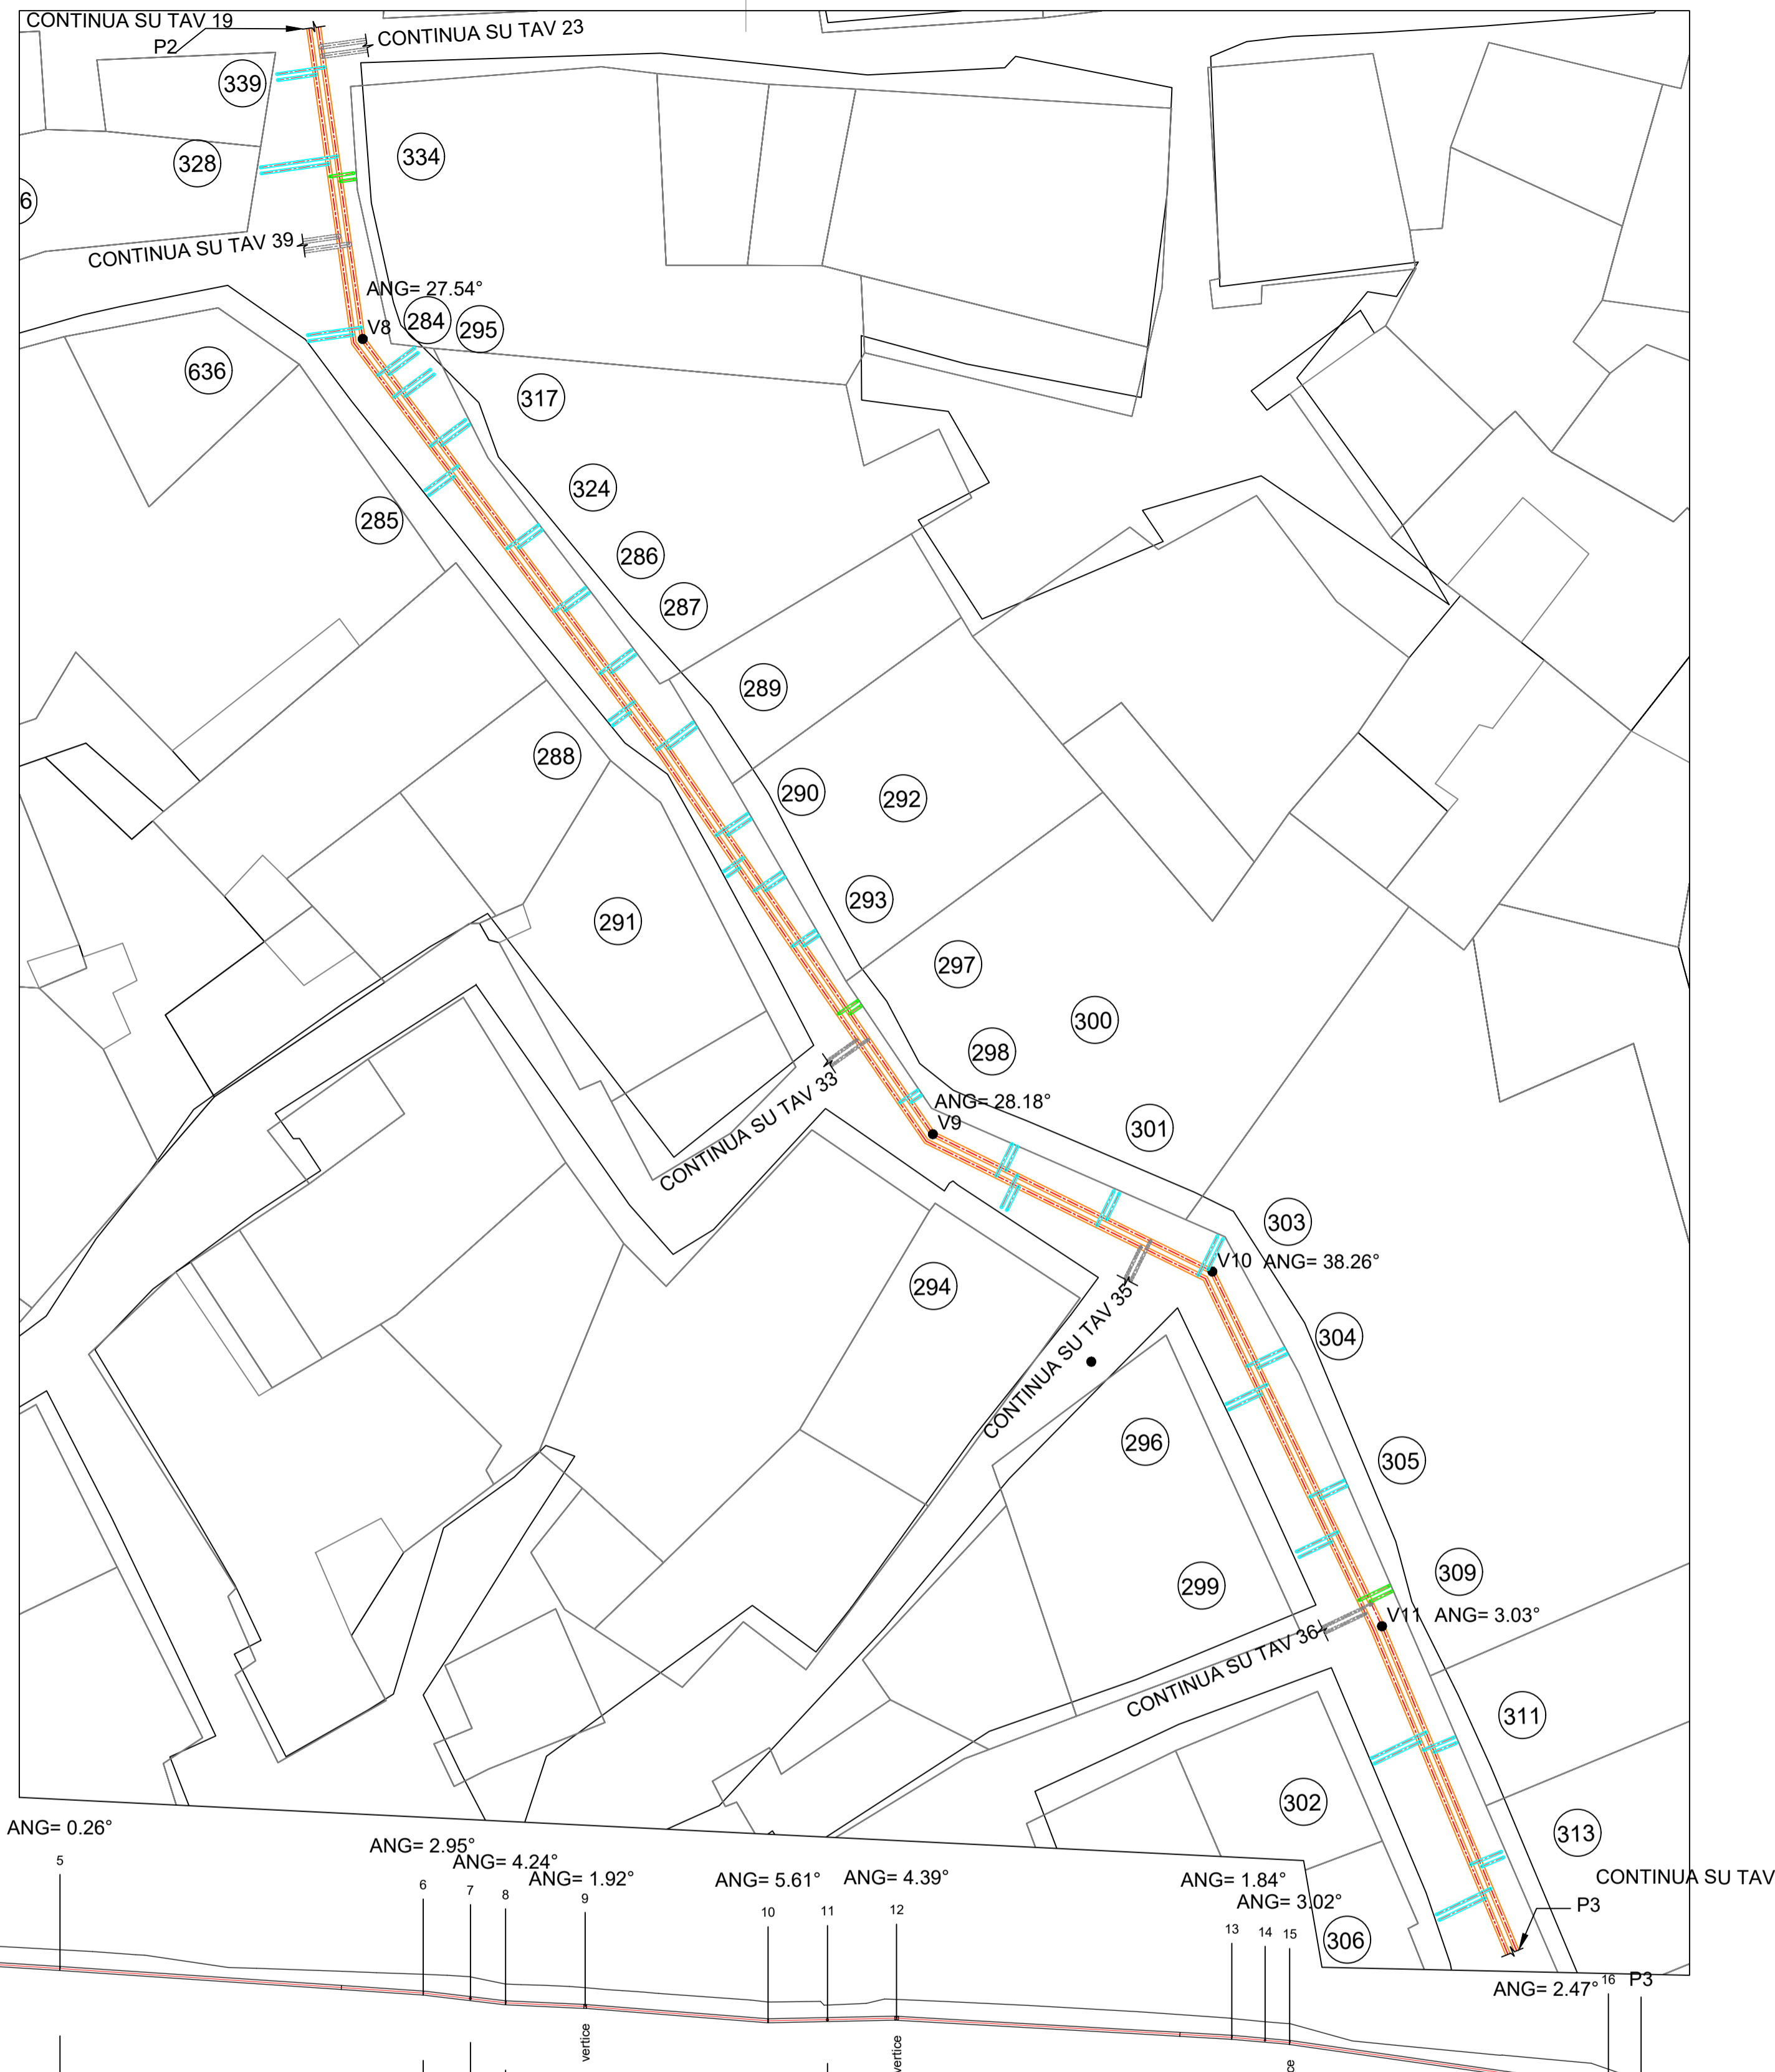 CONTINUA SU TAV 19
P2
CONTINUA SU TAV 23
339
334
328
6
CONTINUA SU TAV 39
ANG= 27.54°
V8
284
295
636
317
324
285
286
287
289
288
290
292
293
291
297
300
298
CONTINUA SU TAV 33
ANG= 28.18°
V9
301
303
V10 ANG= 38.26°
294
CONTINUA SU TAV 35
304
296
305
309
299
V11 ANG= 3.03°
CONTINUA SU TAV 36
311
302
313
CONTINUA SU TAV
P3
306
ANG= 0.26°
ANG= 2.95°
ANG= 4.24°
ANG= 1.92°
ANG= 5.61°
ANG= 4.39°
ANG= 1.84°
ANG= 3.02°
ANG= 2.47°
5
6
7
8
9
10
11
12
13
14
15
16
P3
vertice
vertice
ce